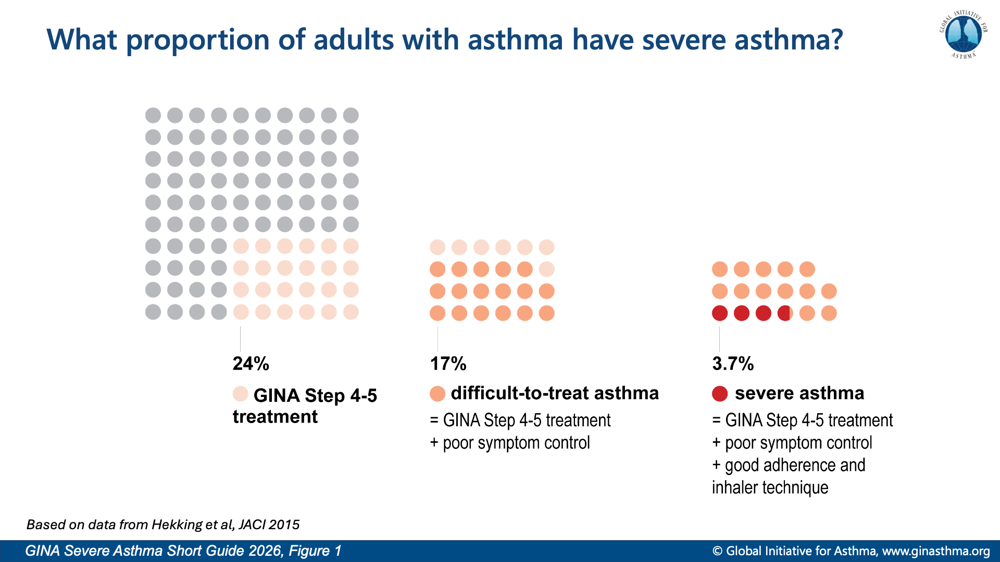 What proportion of adults with asthma have severe asthma?
GLOBAL INITIATIVE FOR
ASTHMA
24%
GINA Step 4-5
treatment
17%
difficult-to-treat asthma
= GINA Step 4-5 treatment
+ poor symptom control
3.7%
severe asthma
= GINA Step 4-5 treatment
+ poor symptom control
+ good adherence and
inhaler technique
Based on data from Hekking et al, JACI 2015
GINA Severe Asthma Short Guide 2026, Figure 1
© Global Initiative for Asthma, www.ginasthma.org